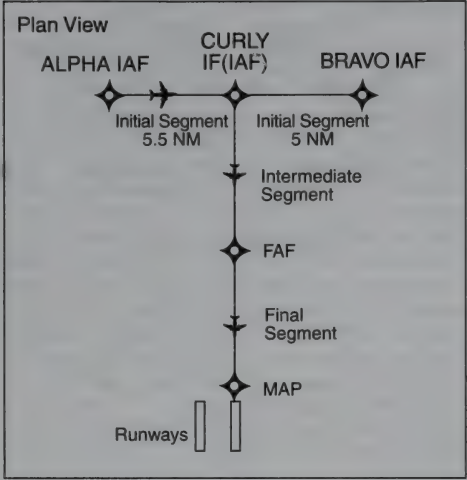 Plan View
CURLY
IF(IAF)
ALPHA IAF
BRAVO IAF
Initial Segment
5.5 NM
Initial Segment
5 NM
Intermediate
Segment
FAF
Final
Segment
MAP
Runways